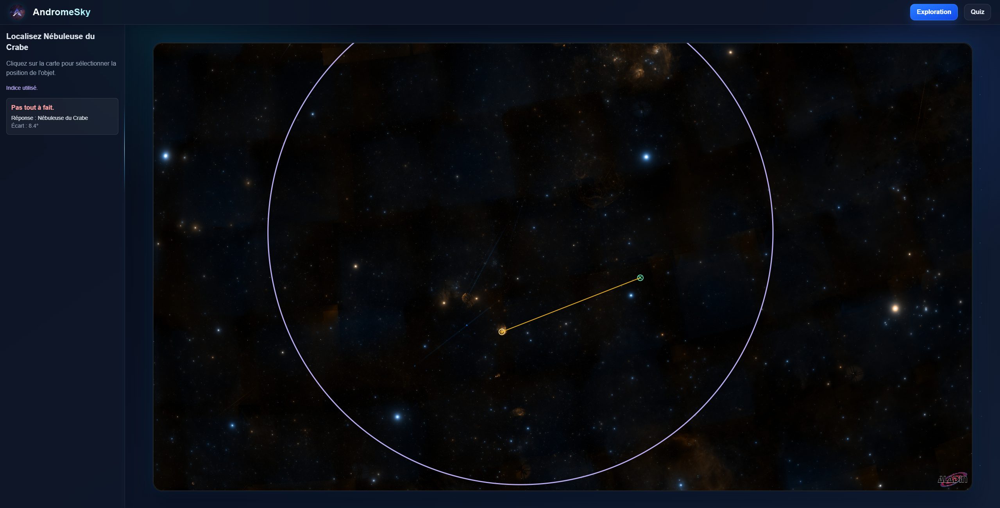 AndromeSky
Exploration
Quiz
Localisez Nébuleuse du
Crabe
Cliquez sur la carte pour sélectionner la
position de l'objet.
Indice utilisé.
Pas tout à fait.
Réponse : Nébuleuse du Crabe
Écart : 8.4°
ALADIN